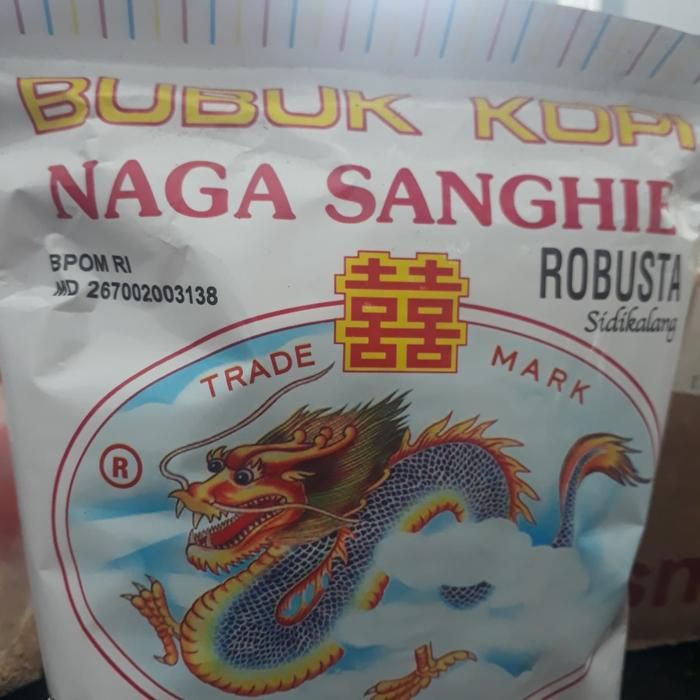 BUBUK KOPI
NAGA SANGHIE
BPOM RI
MD 267002003138
ROBUSTA
Sidikalang
囍
TRADE MARK
®